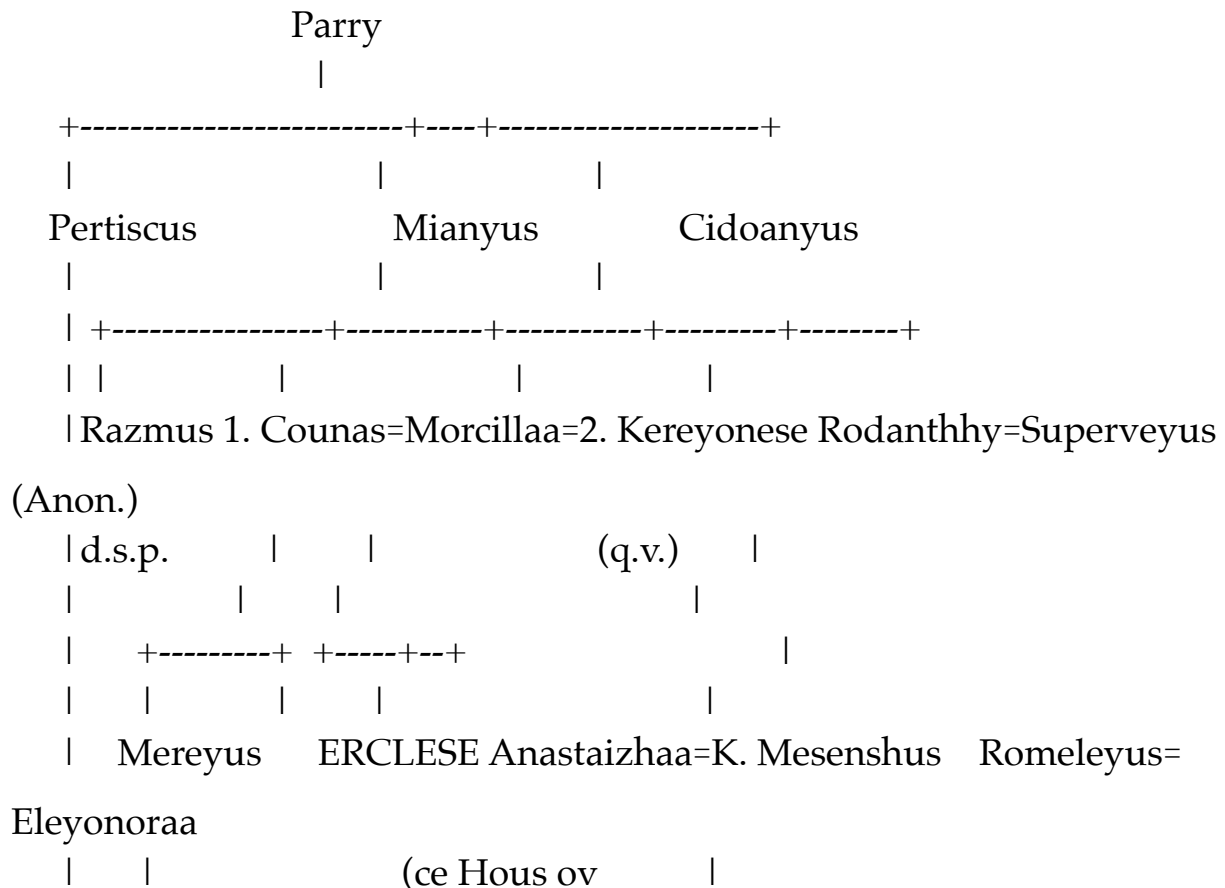 Parry
|
+--------------------------+----+---------------------+
| | |
Pertiscus Mianyus Cidoanyus
| | |
| +-----------------+-----------+-----------+---------+--------+
| | | | |
|Razmus 1. Counas=Morcillaa=2. Kereyonese Rodanthhy=Superveyus
(Anon.)
|d.s.p. | | (q.v.) |
| | | |
| +---------+ +-----+--+ |
| | | | |
| Mereyus ERCLESE Anastaizhaa=K. Mesenshus Romeleyus=
Eleyonoraa
| | (ce Hous ov |